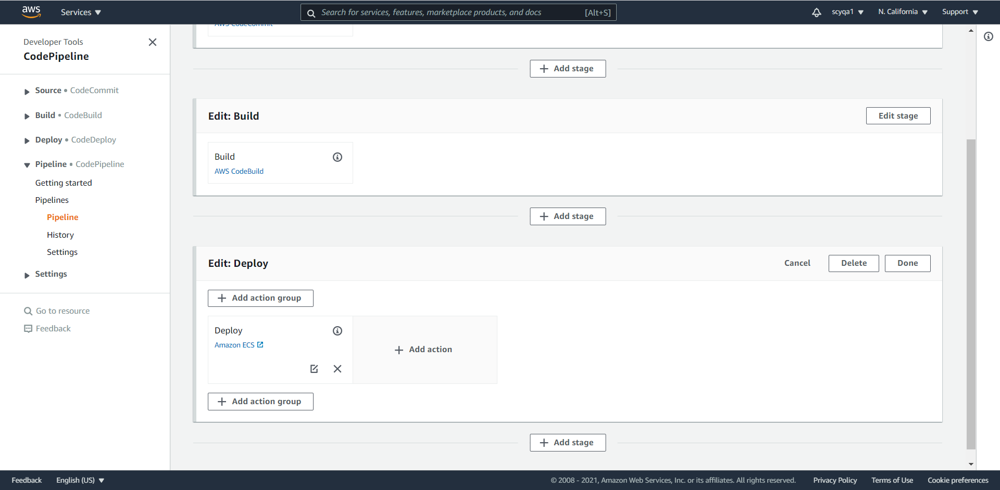 aws
Services
Search for services, features, marketplace products, and docs
[Alt+S]
scyqa1
N. California
Support
Developer Tools
CodePipeline
Source • CodeCommit
Build • CodeBuild
Deploy • CodeDeploy
Pipeline • CodePipeline
Getting started
Pipelines
Pipeline
History
Settings
Settings
Go to resource
Feedback
AWS CodeCommit
Add stage
Edit: Build
Edit stage
Build
AWS CodeBuild
Add stage
Edit: Deploy
Cancel
Delete
Done
Add action group
Deploy
Amazon ECS
Add action
Add action group
Add stage
Feedback
English (US)
© 2008 - 2021, Amazon Web Services, Inc. or its affiliates. All rights reserved.
Privacy Policy
Terms of Use
Cookie preferences